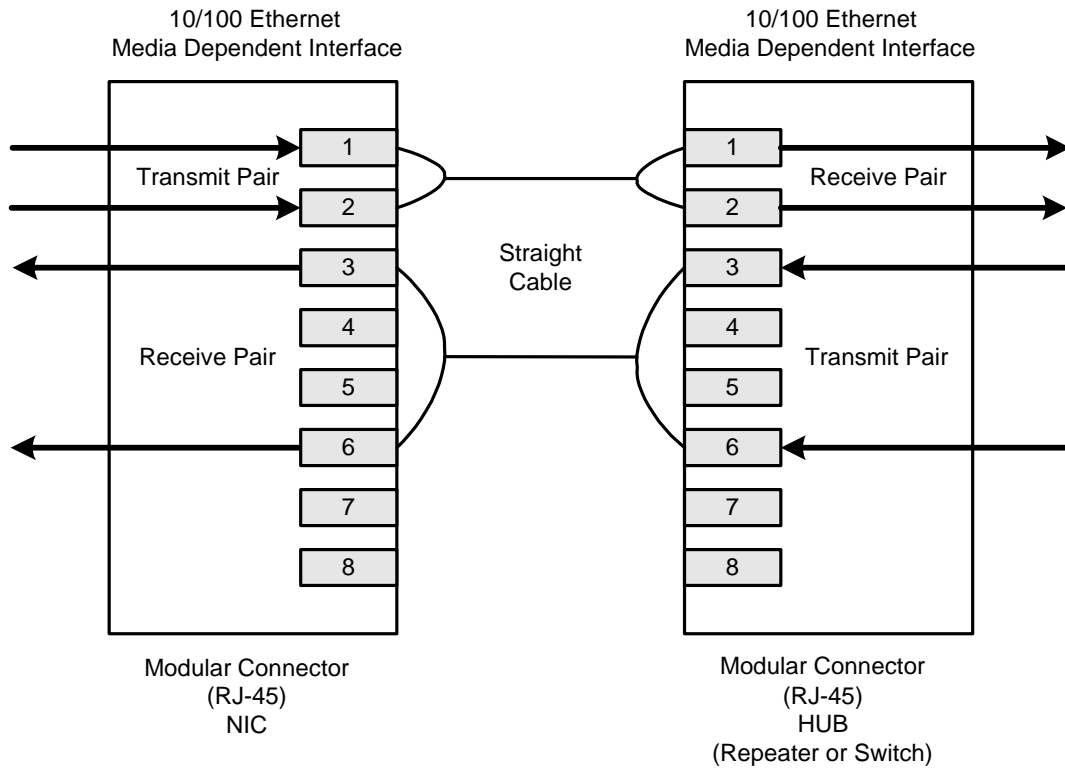 10/100 Ethernet
Media Dependent Interface
10/100 Ethernet
Media Dependent Interface
1
Transmit Pair
2
3
4
Receive Pair
5
6
7
8
Straight
Cable
1
Receive Pair
2
3
4
Transmit Pair
5
6
7
8
Modular Connector
(RJ-45)
NIC
Modular Connector
(RJ-45)
HUB
(Repeater or Switch)